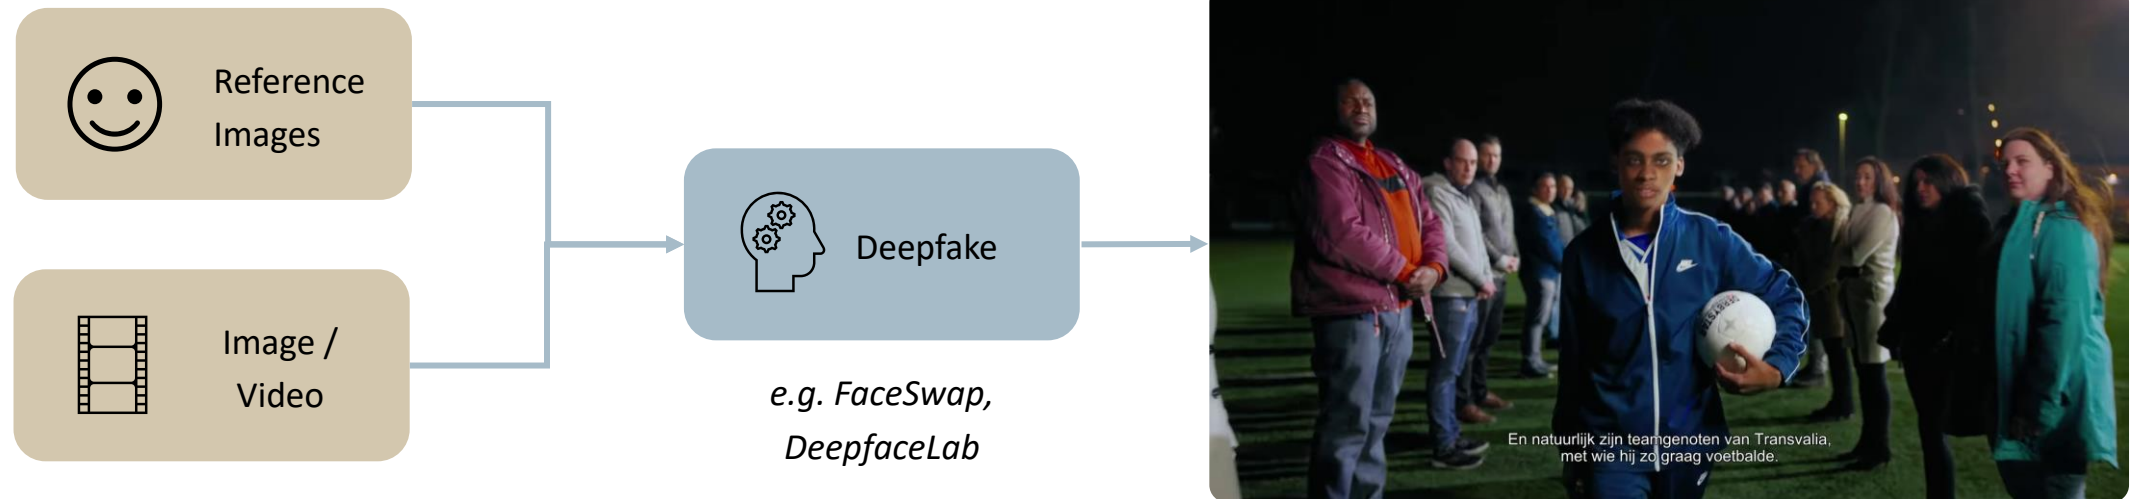 Reference
Images
Image /
Video
Deepfake
e.g. FaceSwap,
DeepfaceLab
DERBYSTAR
En natuurlijk zijn teamgenoten van Transvalia,
met wie hij zo graag voetbalde.